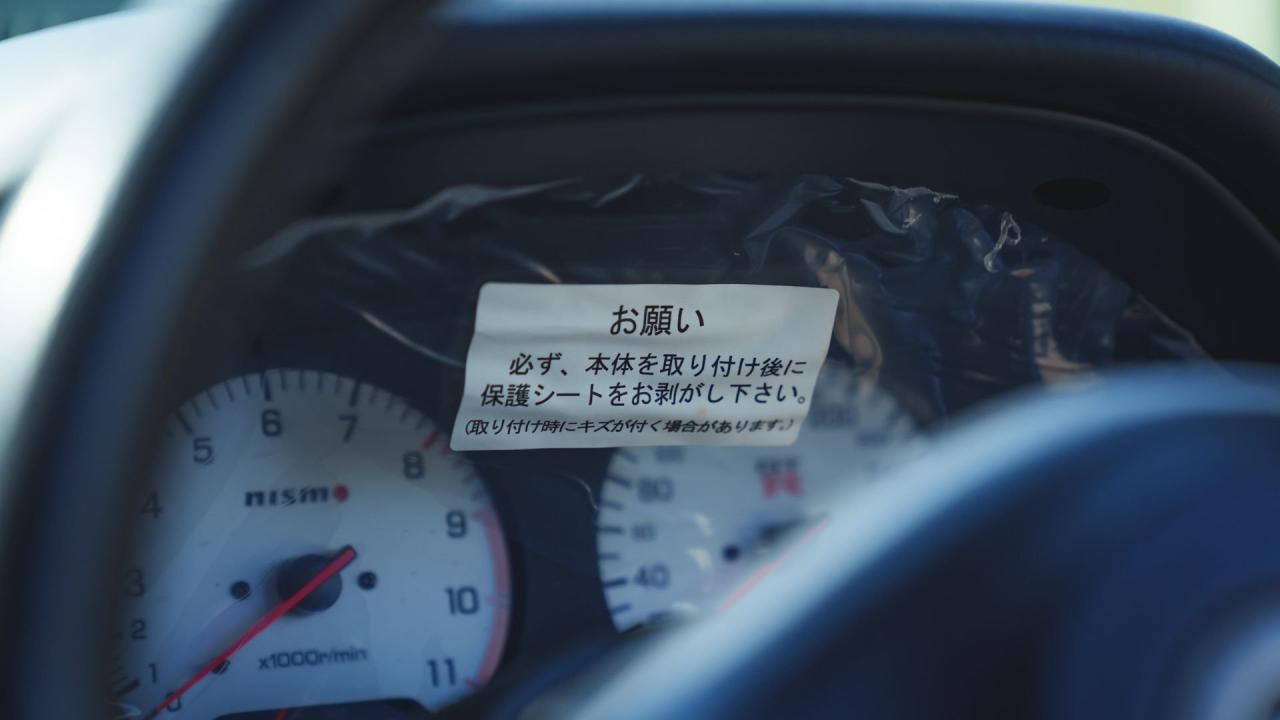 お願い
必ず、本体を取り付け後に
保護シートをお剥がし下さい。
(取り付け時にキズが付く場合があります。)
5 6 7
4 8
nismo
80
9
3 40
10
2
x1000r/min
1 11
0